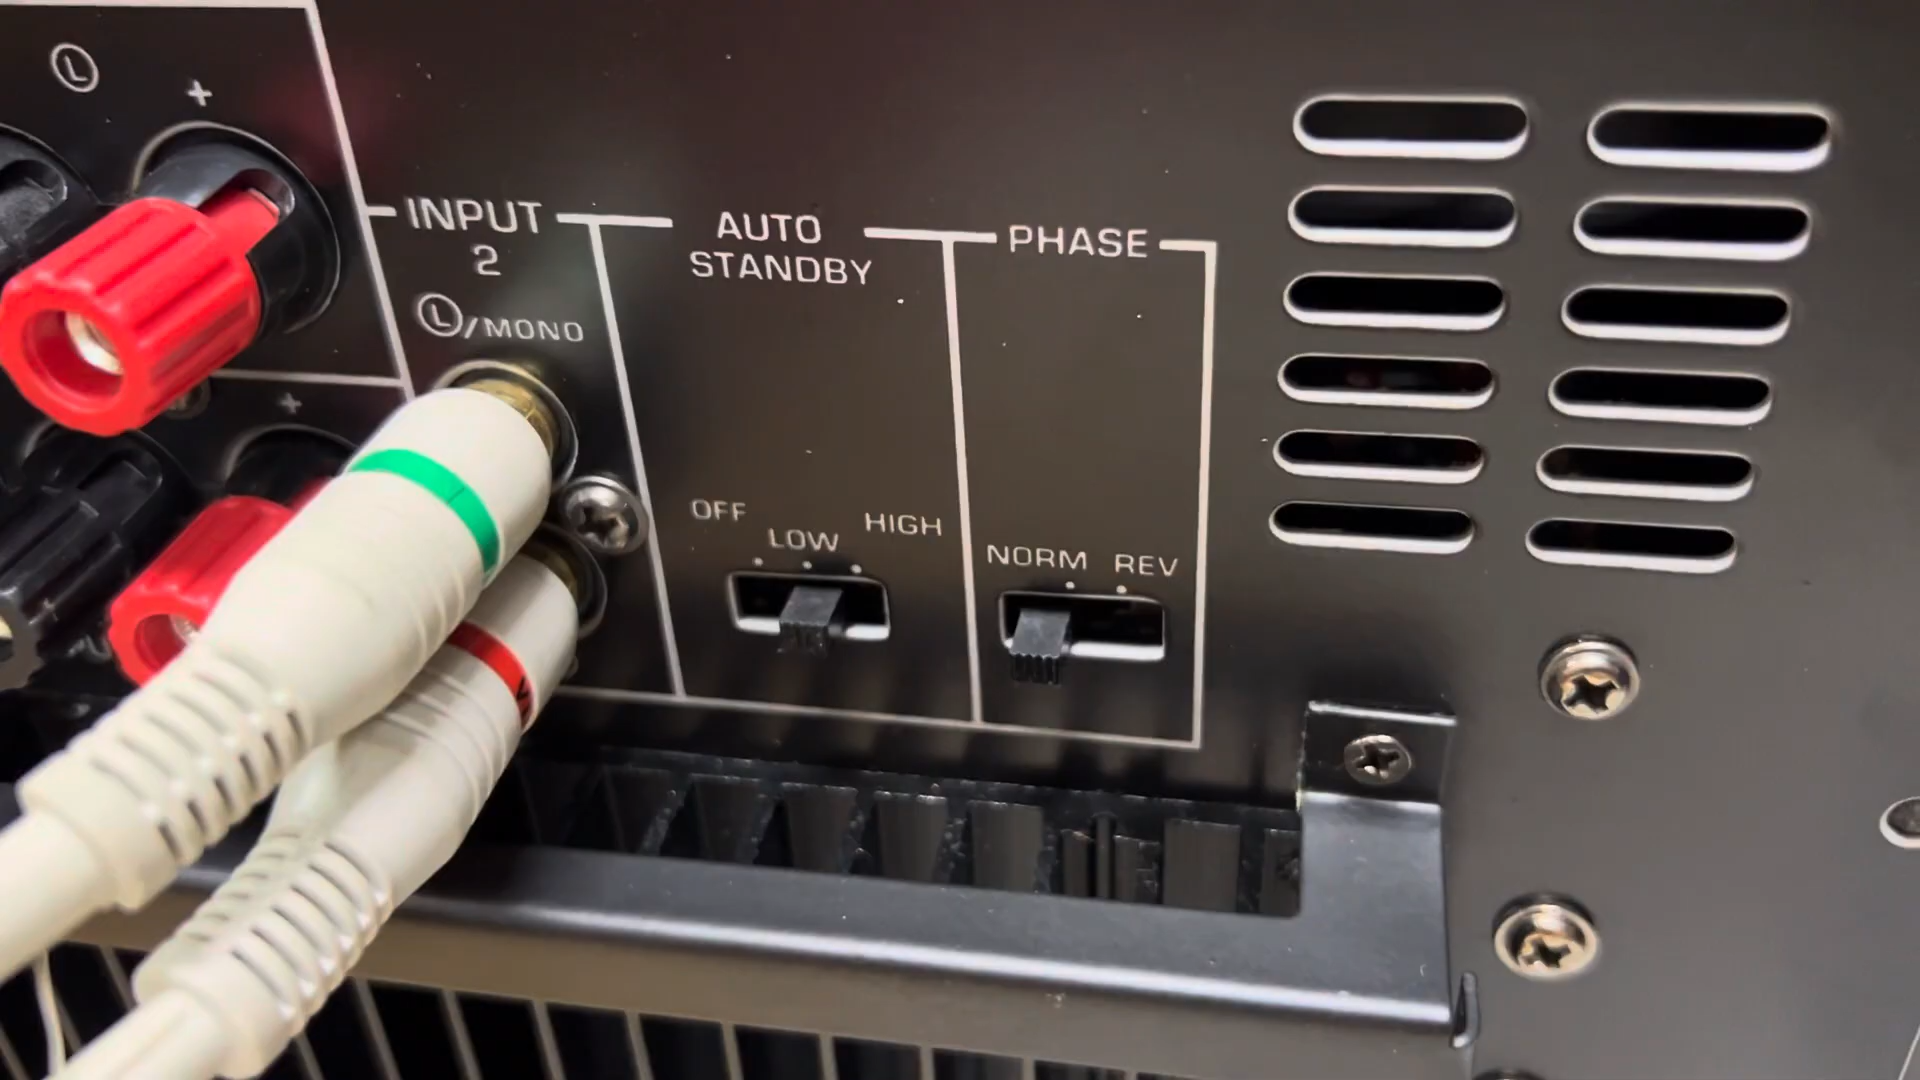 Ⓛ
+
INPUT
2
Ⓛ/MONO
AUTO
STANDBY
PHASE
+
OFF
LOW
HIGH
NORM
REV